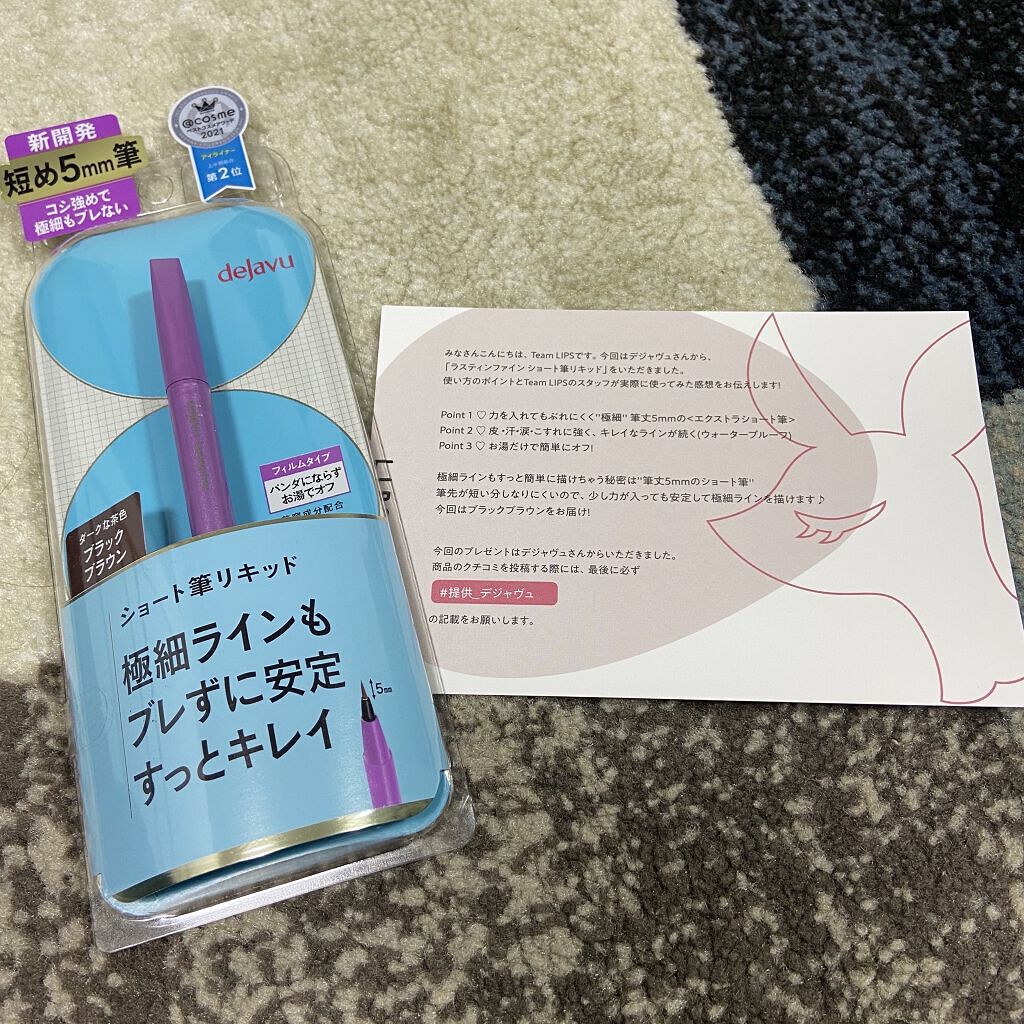 新開発
短め5mm筆
コシ強めで
極細もブレない
@cosme
ベストコスメアワード
2021
アイライナー
上半期新作
第2位
dejavu
フィルムタイプ
パンダにならず
お湯でオフ
成分配合
ダークな茶色
ブラック
ブラウン
ショート筆リキッド
極細ラインも
ブレずに安定
すっとキレイ
5mm
みなさんこんにちは、Team LIPSです。今回はデジャヴュさんから、
「ラスティンファイン ショート筆リキッド」をいただきました。
使い方のポイントとTeam LIPSのスタッフが実際に使ってみた感想をお伝えします!
Point 1 ♡ 力を入れてもぶれにくく"極細" 筆丈5mmの<エクストラショート筆>
Point 2 ♡ 皮・汗・涙・こすれに強く、キレイなラインが続く(ウォータープルーフ)
Point 3 ♡ お湯だけで簡単にオフ!
極細ラインもすっと簡単に描けちゃう秘密は"筆丈5mmのショート筆"
筆先が短い分しなりにくいので、少し力が入っても安定して極細ラインを描けます♪
今回はブラックブラウンをお届け!
今回のプレゼントはデジャヴュさんからいただきました。
商品のクチコミを投稿する際には、最後に必ず
#提供_デジャヴュ
の記載をお願いします。